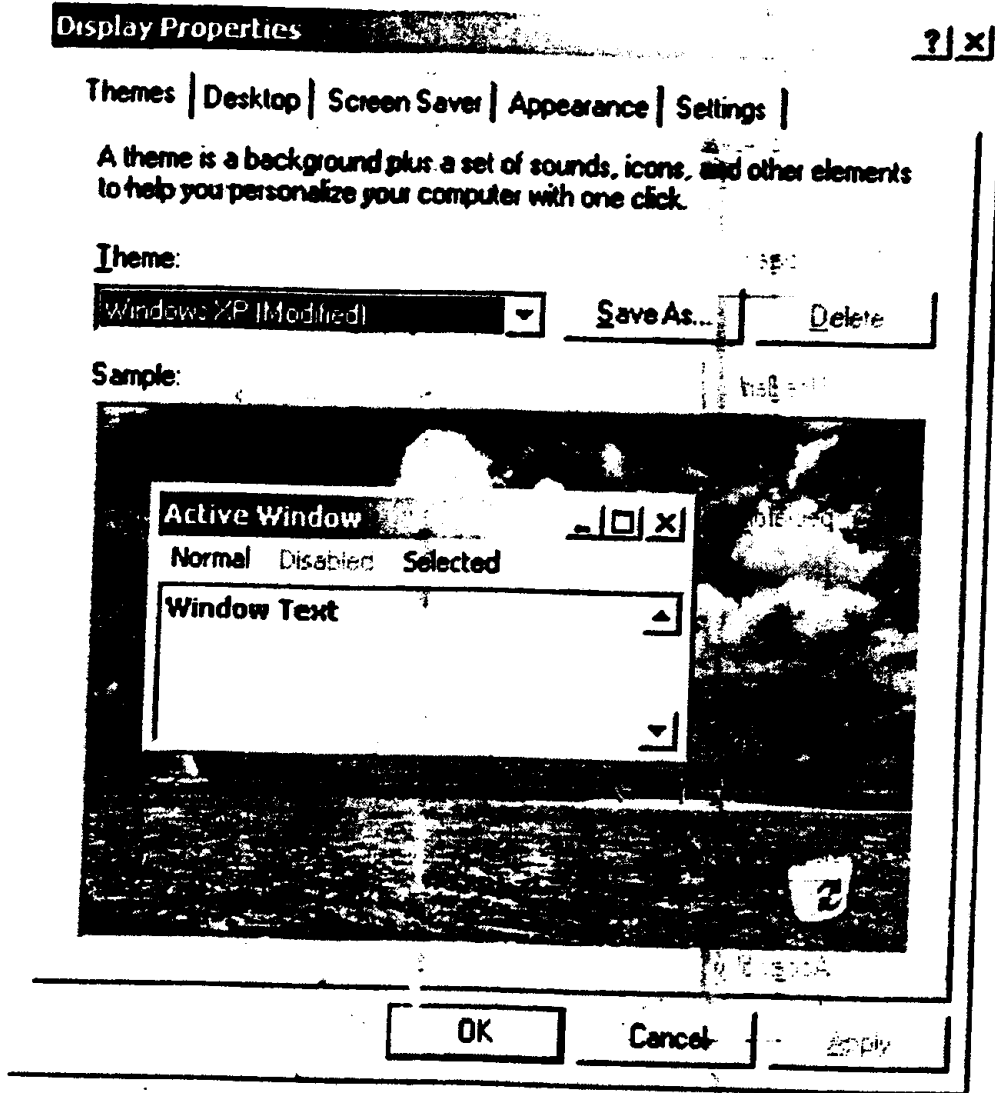 Display Properties
Themes Desktop Screen Saver Appearance Settings
A theme is a background plus a set of sounds, icons, and other elements
to help you personalize your computer with one click.
Theme:
Windows XP (Modified) Save As... Delete
Sample:
Active Window
Normal Disabled Selected
Window Text
OK Cancel Apply